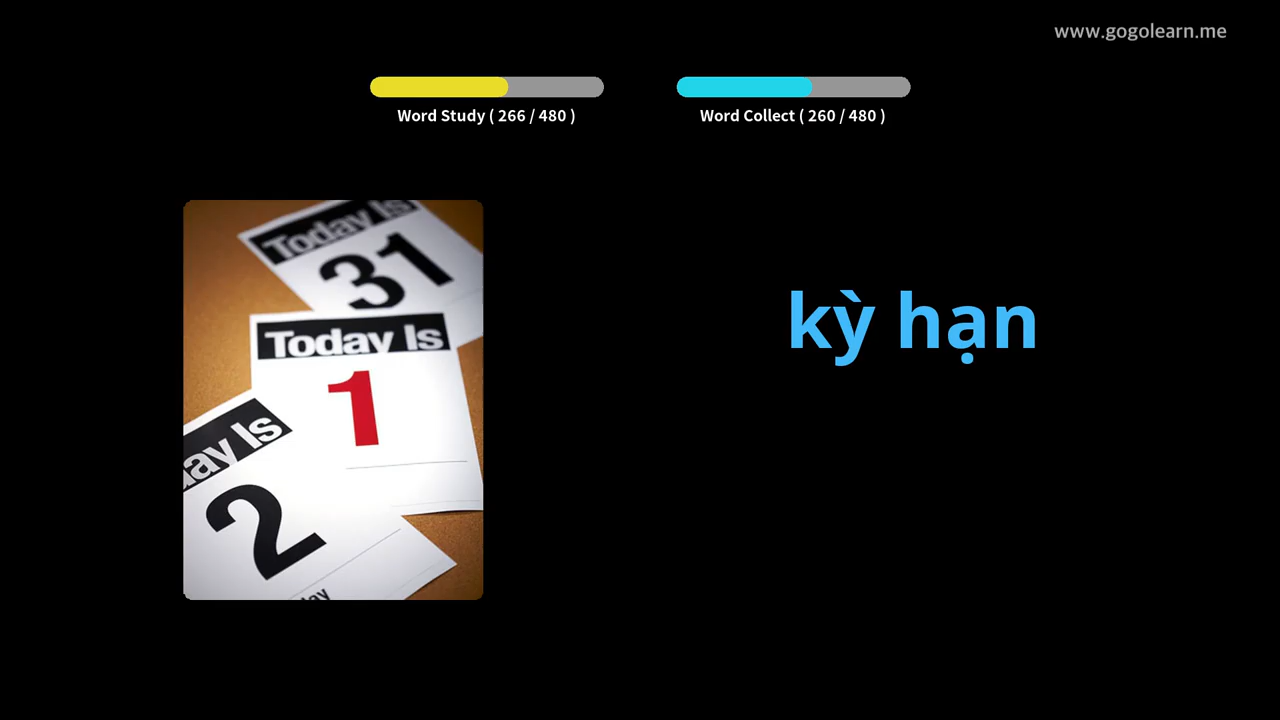 www.gogolearn.me
Word Study ( 266 / 480 )
Word Collect ( 260 / 480 )
Today Is
31
Today Is
1
ay Is
2
kỳ hạn